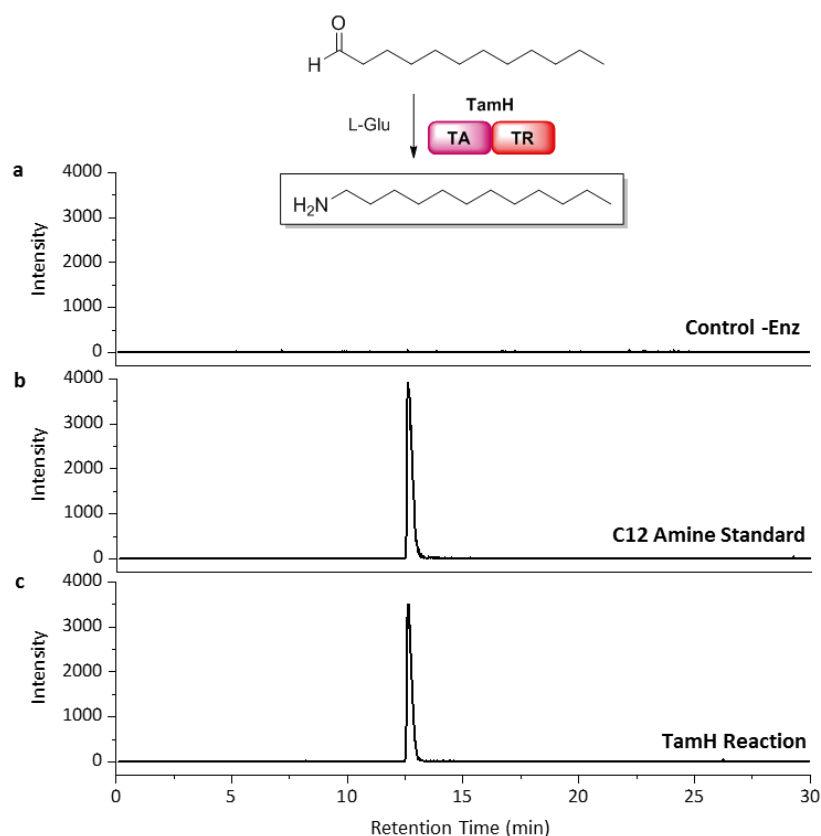 O
H
L-Glu
TamH
TA TR
H₂N
a
4000
3000
2000
1000
0
Intensity
Control -Enz
b
4000
3000
2000
1000
0
Intensity
C12 Amine Standard
c
4000
3000
2000
1000
0
Intensity
TamH Reaction
0 5 10 15 20 25 30
Retention Time (min)